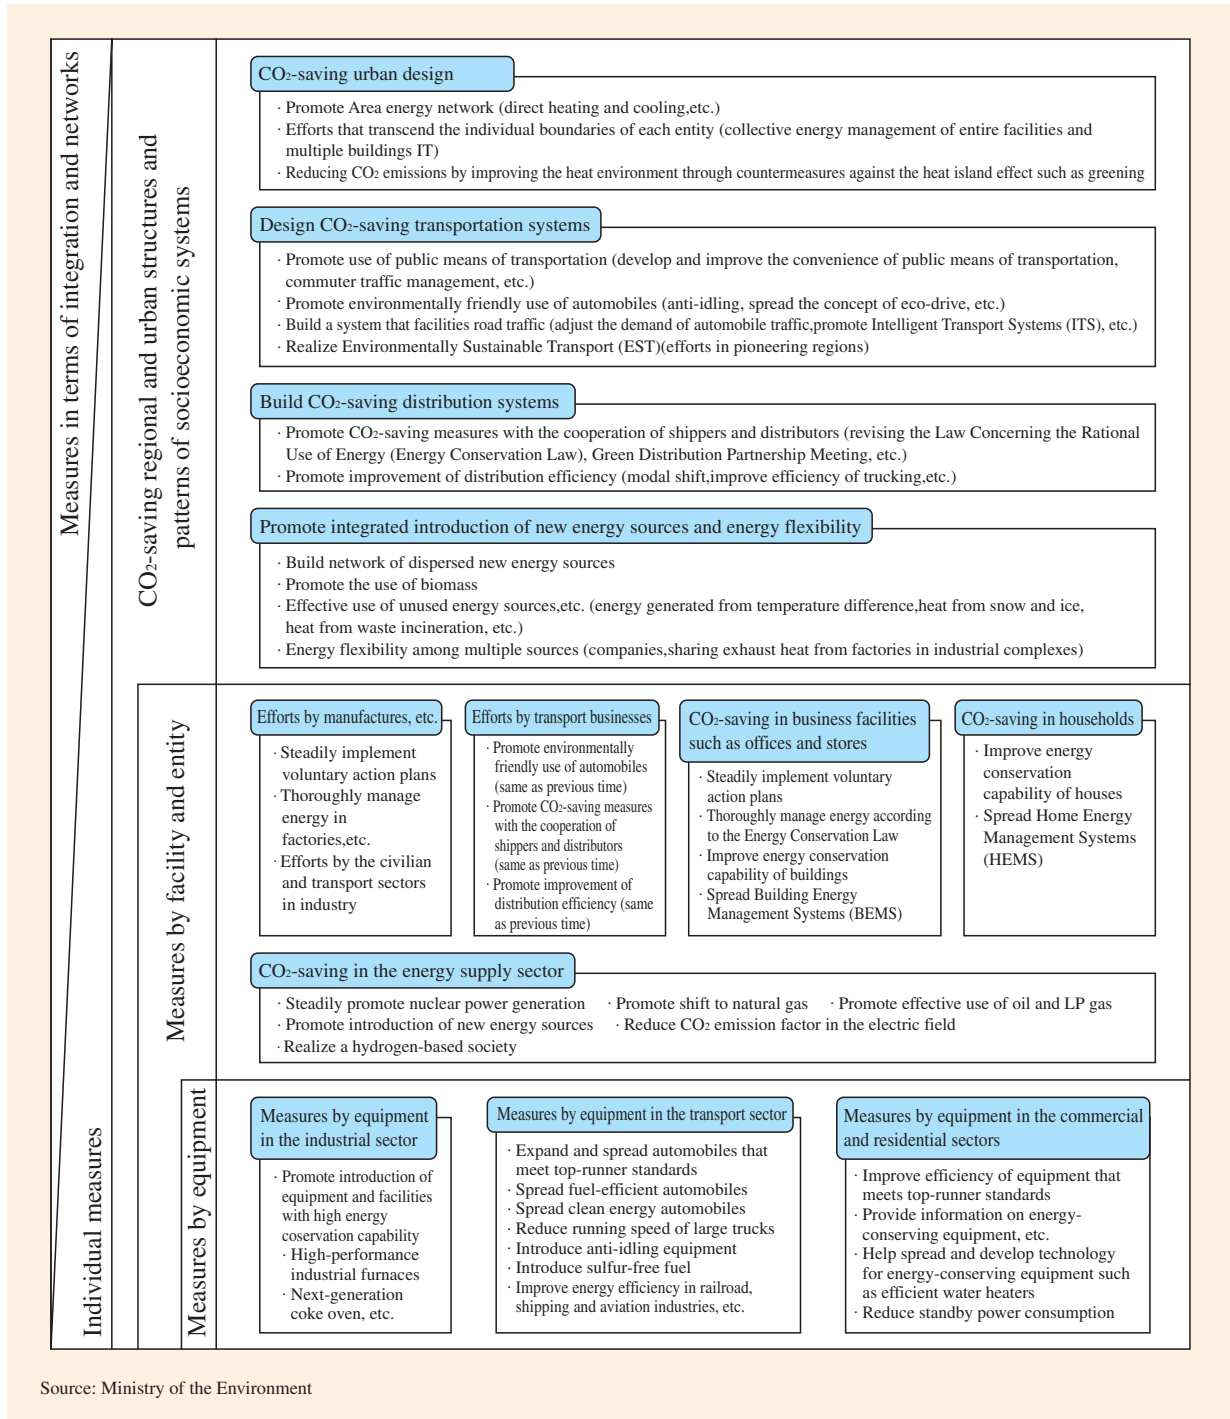 Measures in terms of integration and networks
Individual measures
CO2-saving regional and urban structures and
patterns of socioeconomic systems
CO2-saving urban design
· Promote Area energy network (direct heating and cooling,etc.)
· Efforts that transcend the individual boundaries of each entity (collective energy management of entire facilities and
multiple buildings IT)
· Reducing CO2 emissions by improving the heat environment through countermeasures against the heat island effect such as greening
Design CO2-saving transportation systems
· Promote use of public means of transportation (develop and improve the convenience of public means of transportation,
commuter traffic management, etc.)
· Promote environmentally friendly use of automobiles (anti-idling, spread the concept of eco-drive, etc.)
· Build a system that facilities road traffic (adjust the demand of automobile traffic,promote Intelligent Transport Systems (ITS), etc.)
· Realize Environmentally Sustainable Transport (EST)(efforts in pioneering regions)
Build CO2-saving distribution systems
· Promote CO2-saving measures with the cooperation of shippers and distributors (revising the Law Concerning the Rational
Use of Energy (Energy Conservation Law), Green Distribution Partnership Meeting, etc.)
· Promote improvement of distribution efficiency (modal shift,improve efficiency of trucking,etc.)
Promote integrated introduction of new energy sources and energy flexibility
· Build network of dispersed new energy sources
· Promote the use of biomass
· Effective use of unused energy sources,etc. (energy generated from temperature difference,heat from snow and ice,
heat from waste incineration, etc.)
· Energy flexibility among multiple sources (companies,sharing exhaust heat from factories in industrial complexes)
Measures by facility and entity
Efforts by manufactures, etc.
· Steadily implement
voluntary action plans
· Thoroughly manage
energy in
factories,etc.
· Efforts by the civilian
and transport sectors
in industry
Efforts by transport businesses
· Promote environmentally
friendly use of automobiles
(same as previous time)
· Promote CO2-saving measures
with the cooperation of
shippers and distributors
(same as previous time)
· Promote improvement of
distribution efficiency (same
as previous time)
CO2-saving in business facilities
such as offices and stores
· Steadily implement voluntary
action plans
· Thoroughly manage energy according
to the Energy Conservation Law
· Improve energy conservation
capability of buildings
· Spread Building Energy
Management Systems (BEMS)
CO2-saving in households
· Improve energy
conservation
capability of houses
· Spread Home Energy
Management Systems
(HEMS)
CO2-saving in the energy supply sector
· Steadily promote nuclear power generation · Promote shift to natural gas · Promote effective use of oil and LP gas
· Promote introduction of new energy sources · Reduce CO2 emission factor in the electric field
· Realize a hydrogen-based society
Measures by equipment
Measures by equipment
in the industrial sector
· Promote introduction of
equipment and facilities
with high energy
coservation capability
· High-performance
industrial furnaces
· Next-generation
coke oven, etc.
Measures by equipment in the transport sector
· Expand and spread automobiles that
meet top-runner standards
· Spread fuel-efficient automobiles
· Spread clean energy automobiles
· Reduce running speed of large trucks
· Introduce anti-idling equipment
· Introduce sulfur-free fuel
· Improve energy efficiency in railroad,
shipping and aviation industries, etc.
Measures by equipment in the commercial
and residential sectors
· Improve efficiency of equipment that
meets top-runner standards
· Provide information on energy-
conserving equipment, etc.
· Help spread and develop technology
for energy-conserving equipment such
as efficient water heaters
· Reduce standby power consumption
Source: Ministry of the Environment